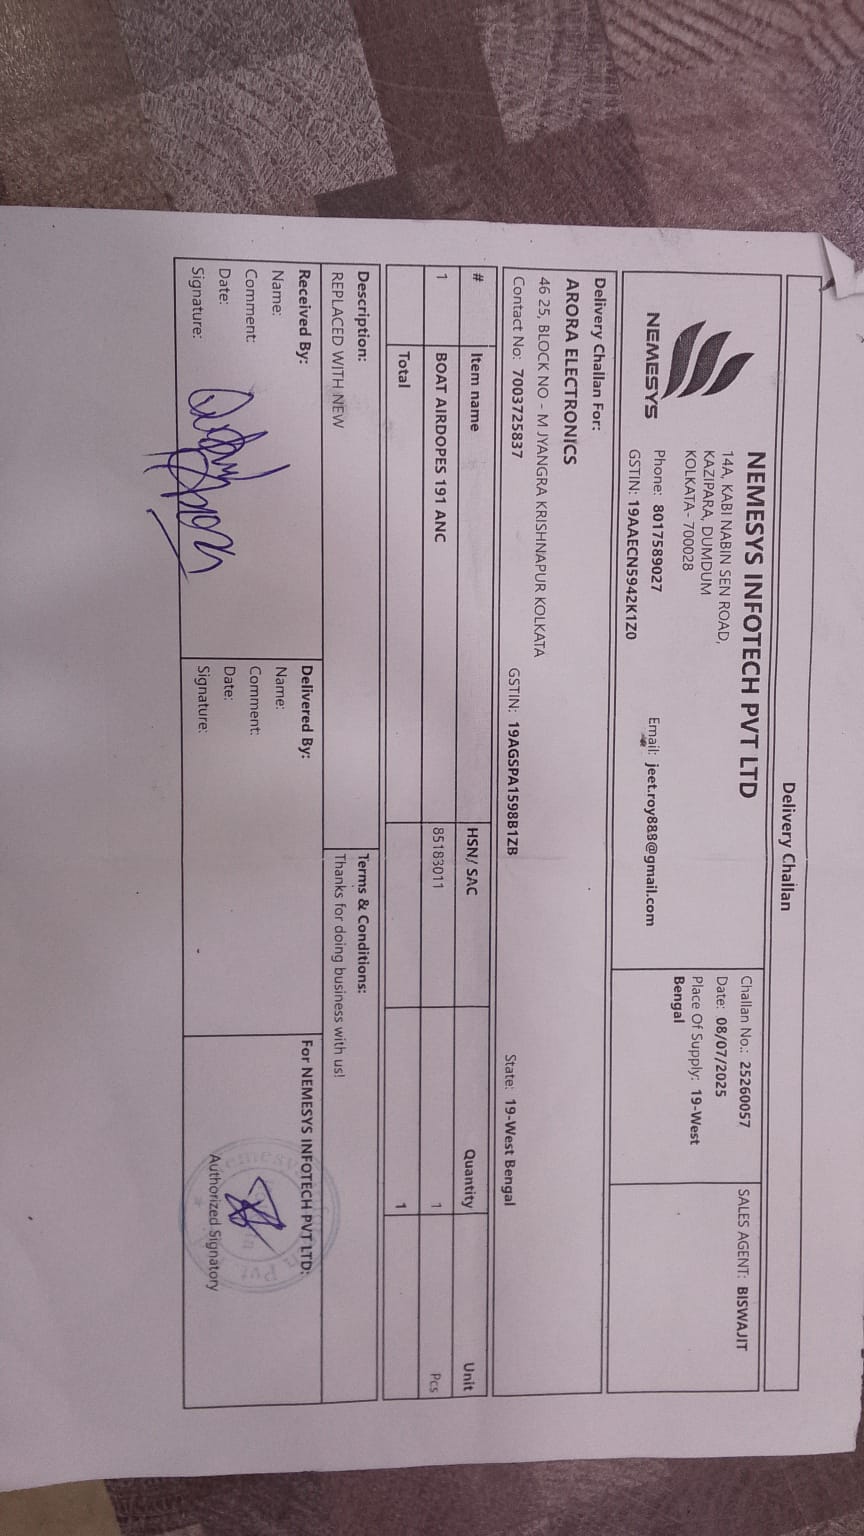 Delivery Challan
NEMESYS
NEMESYS INFOTECH PVT LTD
14A, KABI NABIN SEN ROAD,
KAZIPARA, DUMDUM
KOLKATA- 700028
Phone: 8017589027
Email: jeet.roy888@gmail.com
GSTIN: 19AAECN5942K1Z0
Challan No.: 25260057
Date: 08/07/2025
Place Of Supply: 19-West
Bengal
SALES AGENT: BISWAJIT
Delivery Challan For:
ARORA ELECTRONICS
46 25, BLOCK NO - M JYANGRA KRISHNAPUR KOLKATA
Contact No: 7003725837 GSTIN: 19AGSPA1598B1ZB State: 19-West Bengal
# Item name HSN/ SAC Quantity Unit
1 BOAT AIRDOPES 191 ANC 85183011 1 Pcs
Total 1
Description:
REPLACED WITH NEW
Terms & Conditions:
Thanks for doing business with us!
Received By:
Name:
Comment:
Date:
Signature:
Delivered By:
Name:
Comment:
Date:
Signature:
For NEMESYS INFOTECH PVT LTD:
Authorized Signatory